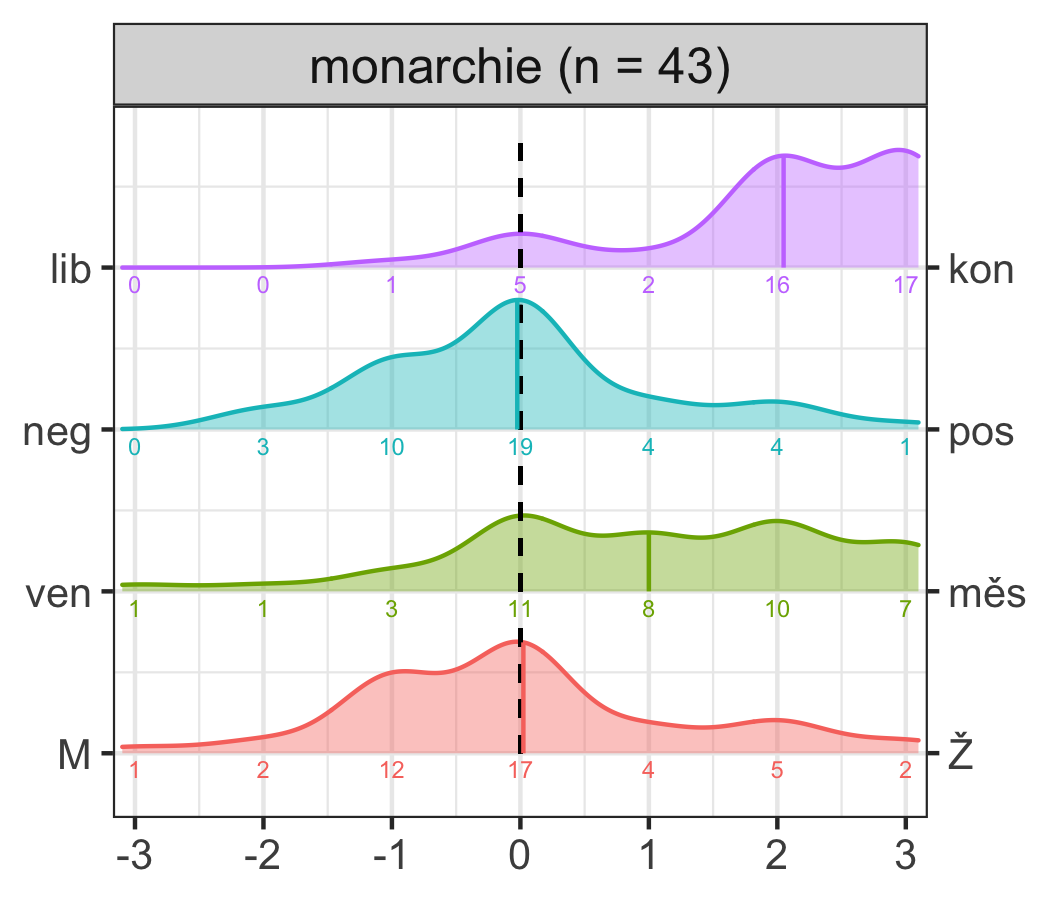 monarchie (n = 43)
lib kon
0 0 1 5 2 16 17
neg pos
0 3 10 19 4 4 1
ven měs
1 1 3 11 8 10 7
M Ž
1 2 12 17 4 5 2
-3 -2 -1 0 1 2 3